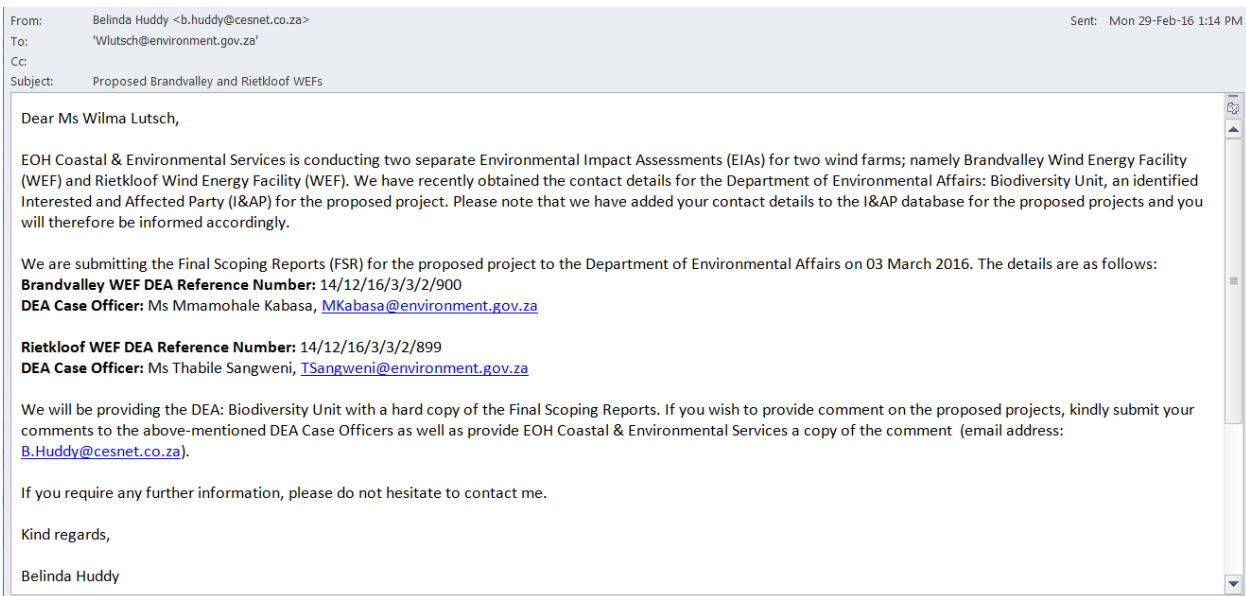 From: Belinda Huddy <b.huddy@cesnet.co.za> Sent: Mon 29-Feb-16 1:14 PM
To: 'Wlutsch@environment.gov.za'
Cc:
Subject: Proposed Brandvalley and Rietkloof WEFs
Dear Ms Wilma Lutsch,
EOH Coastal & Environmental Services is conducting two separate Environmental Impact Assessments (EIAs) for two wind farms; namely Brandvalley Wind Energy Facility
(WEF) and Rietkloof Wind Energy Facility (WEF). We have recently obtained the contact details for the Department of Environmental Affairs: Biodiversity Unit, an identified
Interested and Affected Party (I&AP) for the proposed project. Please note that we have added your contact details to the I&AP database for the proposed projects and you
will therefore be informed accordingly.
We are submitting the Final Scoping Reports (FSR) for the proposed project to the Department of Environmental Affairs on 03 March 2016. The details are as follows:
Brandvalley WEF DEA Reference Number: 14/12/16/3/3/2/900
DEA Case Officer: Ms Mmamohale Kabasa, MKabasa@environment.gov.za
Rietkloof WEF DEA Reference Number: 14/12/16/3/3/2/899
DEA Case Officer: Ms Thabile Sangweni, TSangweni@environment.gov.za
We will be providing the DEA: Biodiversity Unit with a hard copy of the Final Scoping Reports. If you wish to provide comment on the proposed projects, kindly submit your
comments to the above-mentioned DEA Case Officers as well as provide EOH Coastal & Environmental Services a copy of the comment (email address:
B.Huddy@cesnet.co.za).
If you require any further information, please do not hesitate to contact me.
Kind regards,
Belinda Huddy